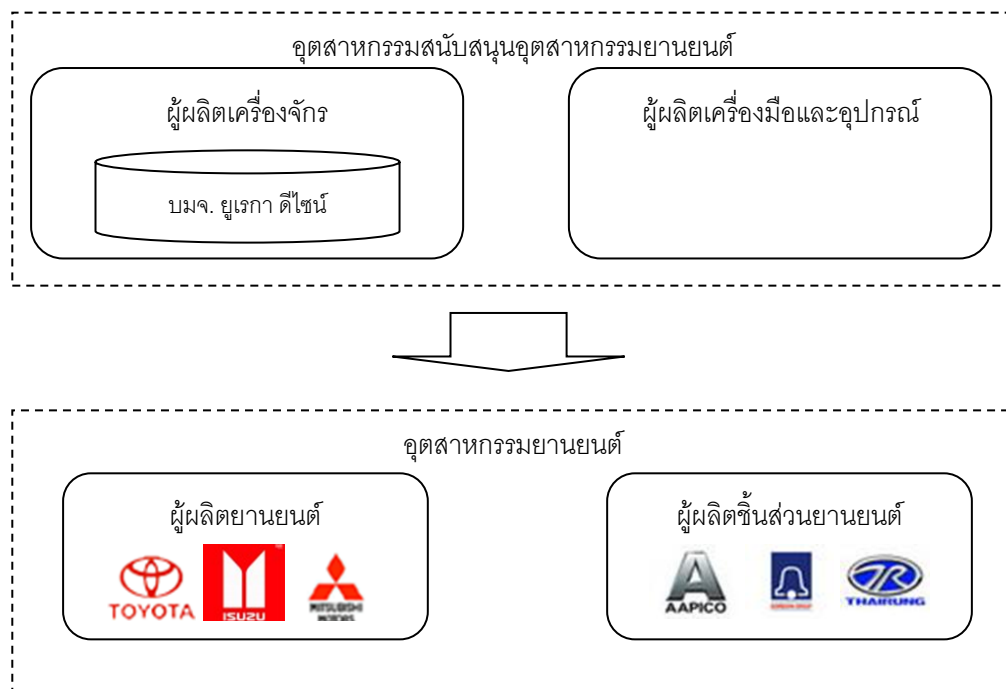 อุตสาหกรรมสนับสนุนอุตสาหกรรมยานยนต์
ผู้ผลิตเครื่องจักร
ผู้ผลิตเครื่องมือและอุปกรณ์
บมจ. ยูเรกา ดีไซน์
อุตสาหกรรมยานยนต์
ผู้ผลิตยานยนต์
ผู้ผลิตชิ้นส่วนยานยนต์
TOYOTA
ISUZU
MITSUBISHI
MOTORS
AAPICO
TR
THAIRUNG